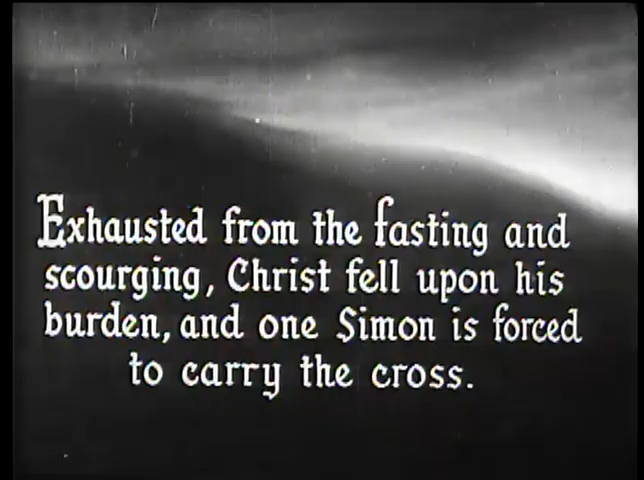 Exhausted from the fasting and
scourging, Christ fell upon his
burden, and one Simon is forced
to carry the cross.